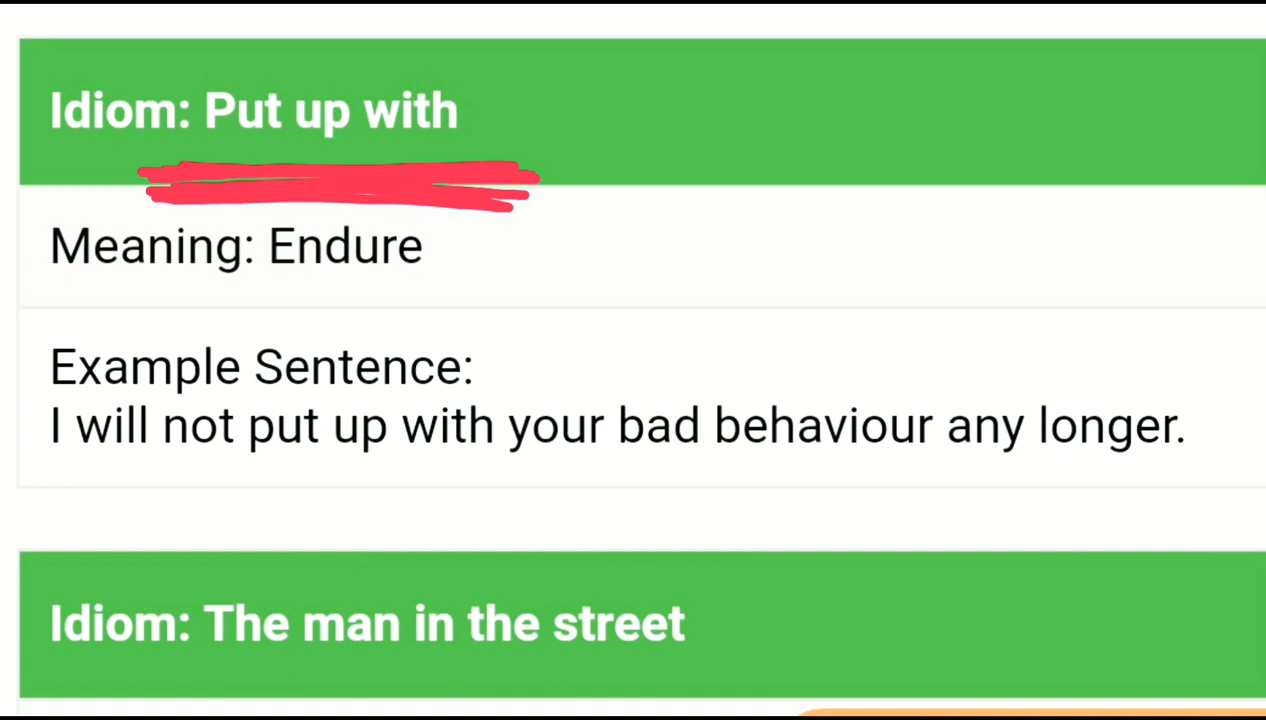 Idiom: Put up with
Meaning: Endure
Example Sentence:
I will not put up with your bad behaviour any longer.
Idiom: The man in the street